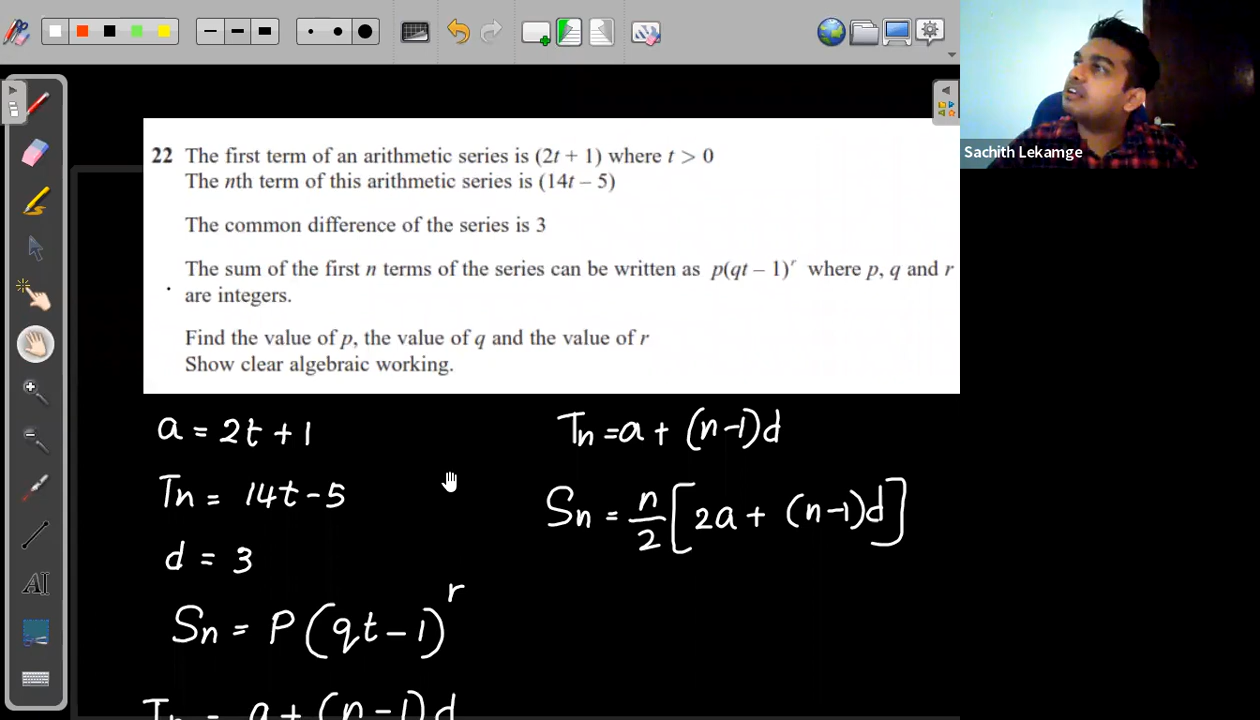 Sachith Lekamge
22 The first term of an arithmetic series is (2t + 1) where t > 0
The nth term of this arithmetic series is (14t – 5)
The common difference of the series is 3
The sum of the first n terms of the series can be written as p(qt – 1)^r where p, q and r
are integers.
Find the value of p, the value of q and the value of r
Show clear algebraic working.
a = 2t + 1
Tn = a + (n-1)d
Tn = 14t - 5
Sn = n/2 [2a + (n-1)d]
d = 3
Sn = P(qt - 1)^r
Tn = a + (n-1)d
AI